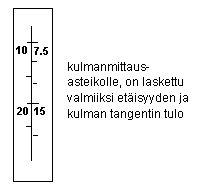 10 7.5
20 15
kulmanmittaus-
asteikolle, on laskettu
valmiiksi etäisyyden ja
kulman tangentin tulo